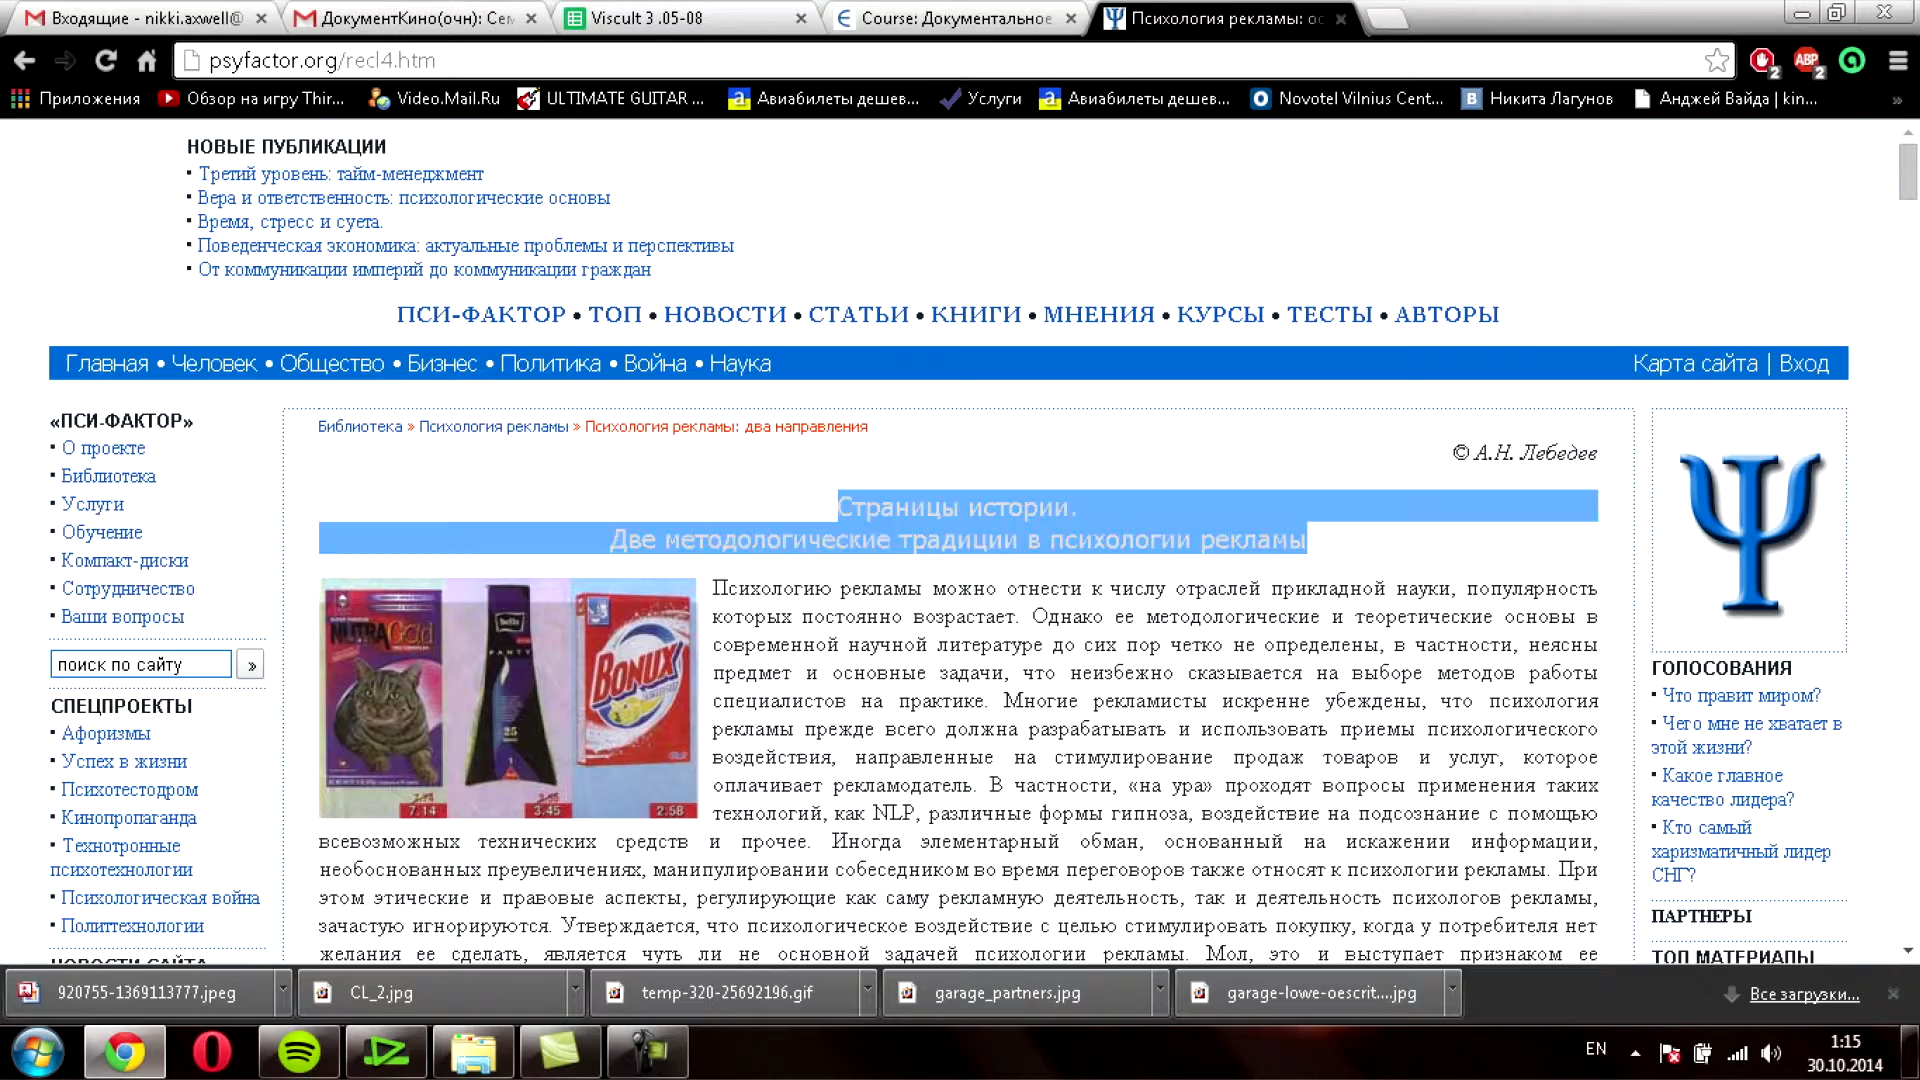 Входящие - nikki.axwell@
ДокументКино(очн): Сем
Viscult 3 .05-08
Course: Документальное
Психология рекламы: ос
psyfactor.org/recl4.htm
2
ABP 2
Приложения
Обзор на игру Thir...
Video.Mail.Ru
ULTIMATE GUITAR ...
Авиабилеты дешев...
Услуги
Авиабилеты дешев...
Novotel Vilnius Cent...
Никита Лагунов
Анджей Вайда | kin...
НОВЫЕ ПУБЛИКАЦИИ
Третий уровень: тайм-менеджмент
Вера и ответственность: психологические основы
Время, стресс и суета.
Поведенческая экономика: актуальные проблемы и перспективы
От коммуникации империй до коммуникации граждан
ПСИ-ФАКТОР • ТОП • НОВОСТИ • СТАТЬИ • КНИГИ • МНЕНИЯ • КУРСЫ • ТЕСТЫ • АВТОРЫ
Главная • Человек • Общество • Бизнес • Политика • Война • Наука
Карта сайта | Вход
«ПСИ-ФАКТОР»
О проекте
Библиотека
Услуги
Обучение
Компакт-диски
Сотрудничество
Ваши вопросы
поиск по сайту »
СПЕЦПРОЕКТЫ
Афоризмы
Успех в жизни
Психотестодром
Кинопропаганда
Технотронные
психотехнологии
Психологическая война
Политтехнологии
НОВОСТИ САЙТА
Библиотека » Психология рекламы » Психология рекламы: два направления
© А.Н. Лебедев
Страницы истории.
Две методологические традиции в психологии рекламы
NUTRA Gold
7.14
bella
PANTY
25
3.45
BONUX
2.58
Психологию рекламы можно отнести к числу отраслей прикладной науки, популярность
которых постоянно возрастает. Однако ее методологические и теоретические основы в
современной научной литературе до сих пор четко не определены, в частности, неясны
предмет и основные задачи, что неизбежно сказывается на выборе методов работы
специалистов на практике. Многие рекламисты искренне убеждены, что психология
рекламы прежде всего должна разрабатывать и использовать приемы психологического
воздействия, направленные на стимулирование продаж товаров и услуг, которое
оплачивает рекламодатель. В частности, «на ура» проходят вопросы применения таких
технологий, как NLP, различные формы гипноза, воздействие на подсознание с помощью
всевозможных технических средств и прочее. Иногда элементарный обман, основанный на искажении информации,
необоснованных преувеличениях, манипулировании собеседником во время переговоров также относят к психологии рекламы. При
этом этические и правовые аспекты, регулирующие как саму рекламную деятельность, так и деятельность психологов рекламы,
зачастую игнорируются. Утверждается, что психологическое воздействие с целью стимулировать покупку, когда у потребителя нет
желания ее сделать, является чуть ли не основной задачей психологии рекламы. Мол, это и выступает признаком ее
ГОЛОСОВАНИЯ
Что правит миром?
Чего мне не хватает в
этой жизни?
Какое главное
качество лидера?
Кто самый
харизматичный лидер
СНГ?
ПАРТНЕРЫ
ТОП МАТЕРИАЛЫ
920755-1369113777.jpeg
CL_2.jpg
temp-320-25692196.gif
garage_partners.jpg
garage-lowe-oescrit....jpg
Все загрузки...
EN
1:15
30.10.2014